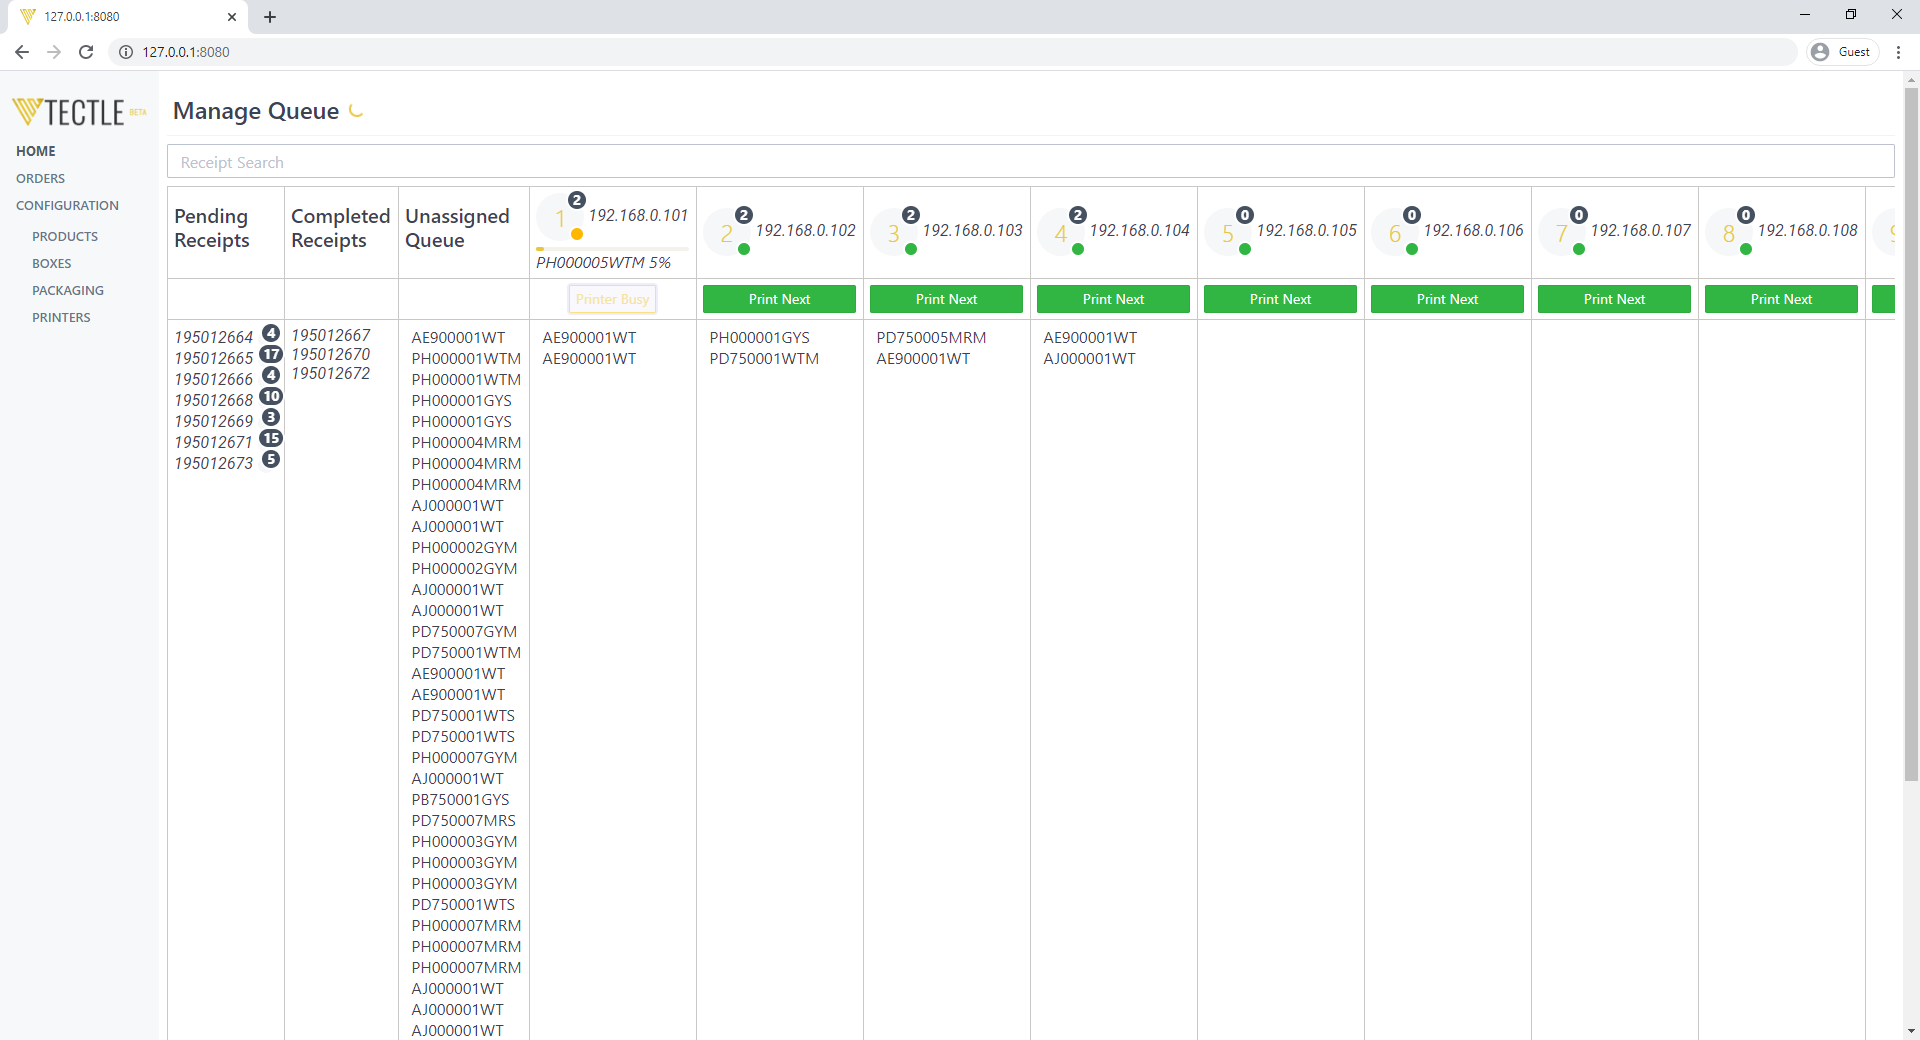 127.0.0.1:8080
127.0.0.1:8080
Guest
TECTLE BETA
HOME
ORDERS
CONFIGURATION
PRODUCTS
BOXES
PACKAGING
PRINTERS
Manage Queue
Receipt Search
Pending Receipts
Completed Receipts
Unassigned Queue
1 2 192.168.0.101
PH000005WTM 5%
2 2 192.168.0.102
3 2 192.168.0.103
4 2 192.168.0.104
5 0 192.168.0.105
6 0 192.168.0.106
7 0 192.168.0.107
8 0 192.168.0.108
Printer Busy
Print Next
Print Next
Print Next
Print Next
Print Next
Print Next
Print Next
195012664 4
195012665 17
195012666 4
195012668 10
195012669 3
195012671 15
195012673 5
195012667
195012670
195012672
AE900001WT
PH000001WTM
PH000001WTM
PH000001GYS
PH000001GYS
PH000004MRM
PH000004MRM
PH000004MRM
AJ000001WT
AJ000001WT
PH000002GYM
PH000002GYM
AJ000001WT
AJ000001WT
PD750007GYM
PD750001WTM
AE900001WT
AE900001WT
PD750001WTS
PD750001WTS
PH000007GYM
AJ000001WT
PB750001GYS
PD750007MRS
PH000003GYM
PH000003GYM
PH000003GYM
PD750001WTS
PH000007MRM
PH000007MRM
PH000007MRM
AJ000001WT
AJ000001WT
AJ000001WT
AE900001WT
AE900001WT
PH000001GYS
PD750001WTM
PD750005MRM
AE900001WT
AE900001WT
AJ000001WT